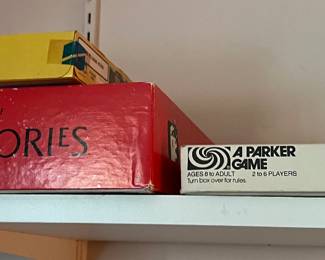 ORIES
A PARKER
GAME
AGES 8 to ADULT 2 to 6 PLAYERS
Turn box over for rules.